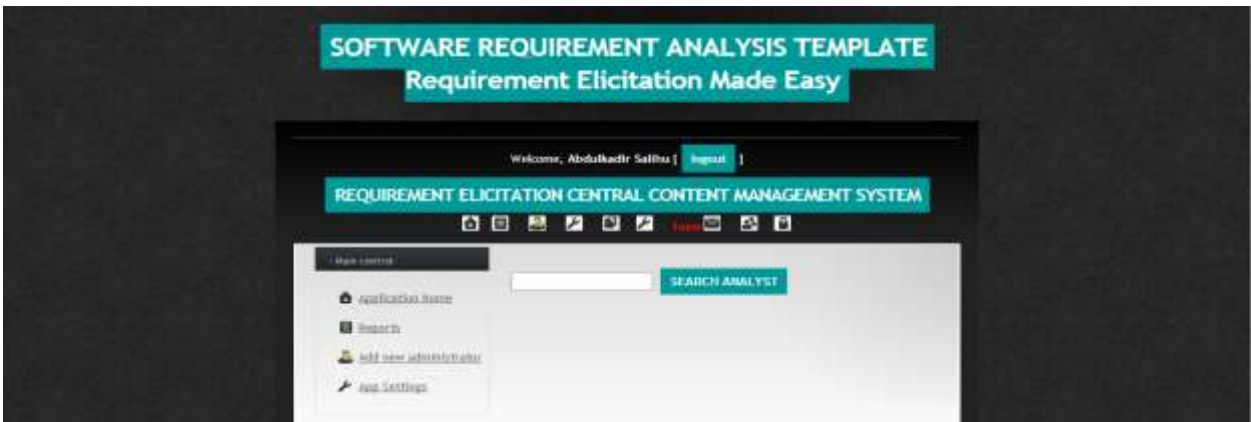 SOFTWARE REQUIREMENT ANALYSIS TEMPLATE
Requirement Elicitation Made Easy
Welcome, Abdulkadir Salihu [ logout ]
REQUIREMENT ELICITATION CENTRAL CONTENT MANAGEMENT SYSTEM
Main control
SEARCH ANALYST
Application Home
Reports
Add new administrator
App Settings